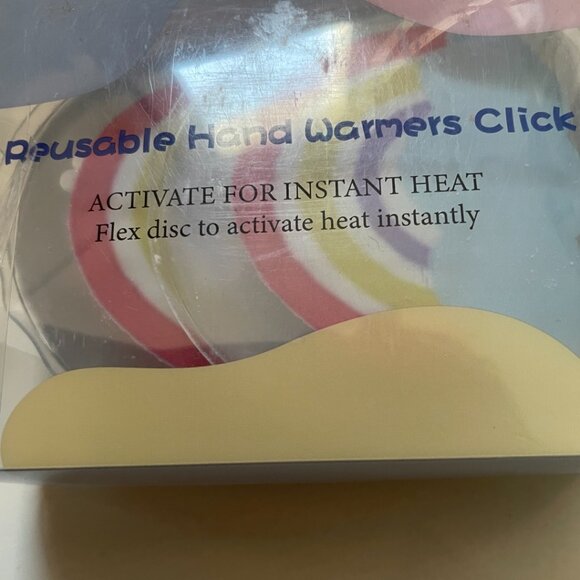 Reusable Hand Warmers Click
ACTIVATE FOR INSTANT HEAT
Flex disc to activate heat instantly